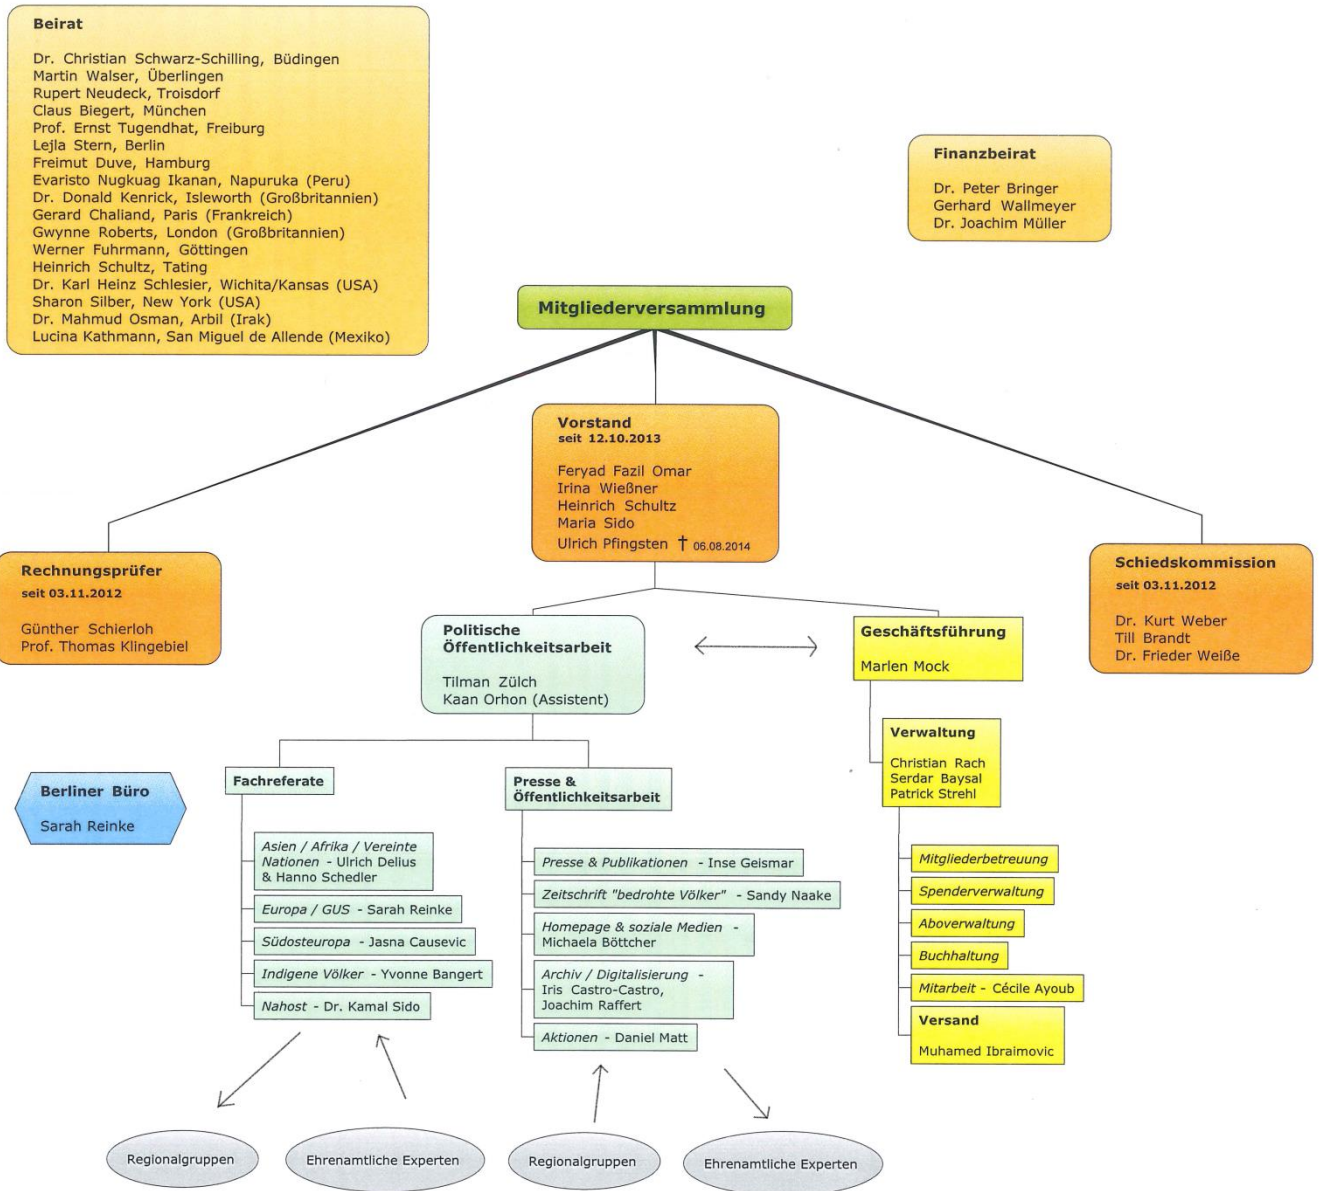 Beirat
Dr. Christian Schwarz-Schilling, Büdingen
Martin Walser, Überlingen
Rupert Neudeck, Troisdorf
Claus Biegert, München
Prof. Ernst Tugendhat, Freiburg
Lejla Stern, Berlin
Freimut Duve, Hamburg
Evaristo Nugkuag Ikanan, Napuruka (Peru)
Dr. Donald Kenrick, Isleworth (Großbritannien)
Gerard Chaliand, Paris (Frankreich)
Gwynne Roberts, London (Großbritannien)
Werner Fuhrmann, Göttingen
Heinrich Schultz, Tating
Dr. Karl Heinz Schlesier, Wichita/Kansas (USA)
Sharon Silber, New York (USA)
Dr. Mahmud Osman, Arbil (Irak)
Lucina Kathmann, San Miguel de Allende (Mexiko)
Finanzbeirat
Dr. Peter Bringer
Gerhard Wallmeyer
Dr. Joachim Müller
Mitgliederversammlung
Vorstand
seit 12.10.2013
Feryad Fazil Omar
Irina Wießner
Heinrich Schultz
Maria Sido
Ulrich Pfingsten † 06.08.2014
Rechnungsprüfer
seit 03.11.2012
Günther Schierloh
Prof. Thomas Klingebiel
Schiedskommission
seit 03.11.2012
Dr. Kurt Weber
Till Brandt
Dr. Frieder Weiße
Politische
Öffentlichkeitsarbeit
Tilman Zülch
Kaan Orhon (Assistent)
Geschäftsführung
Marlen Mock
Verwaltung
Christian Rach
Serdar Baysal
Patrick Strehl
Berliner Büro
Sarah Reinke
Fachreferate
Asien / Afrika / Vereinte
Nationen - Ulrich Delius
& Hanno Schedler
Europa / GUS - Sarah Reinke
Südosteuropa - Jasna Causevic
Indigene Völker - Yvonne Bangert
Nahost - Dr. Kamal Sido
Presse &
Öffentlichkeitsarbeit
Presse & Publikationen - Inse Geismar
Zeitschrift "bedrohte Völker" - Sandy Naake
Homepage & soziale Medien -
Michaela Böttcher
Archiv / Digitalisierung -
Iris Castro-Castro,
Joachim Raffert
Aktionen - Daniel Matt
Mitgliederbetreuung
Spenderverwaltung
Aboverwaltung
Buchhaltung
Mitarbeit - Cécile Ayoub
Versand
Muhamed Ibraimovic
Regionalgruppen
Ehrenamtliche Experten
Regionalgruppen
Ehrenamtliche Experten